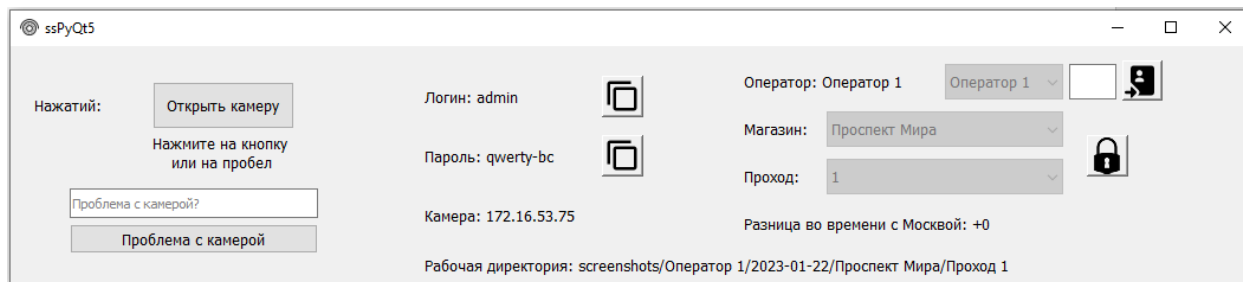 ssPyQt5
Нажатий:
Открыть камеру
Нажмите на кнопку
или на пробел
Проблема с камерой?
Проблема с камерой
Логин: admin
Пароль: qwerty-bc
Камера: 172.16.53.75
Оператор: Оператор 1
Оператор 1
Магазин:
Проспект Мира
Проход:
1
Разница во времени с Москвой: +0
Рабочая директория: screenshots/Оператор 1/2023-01-22/Проспект Мира/Проход 1